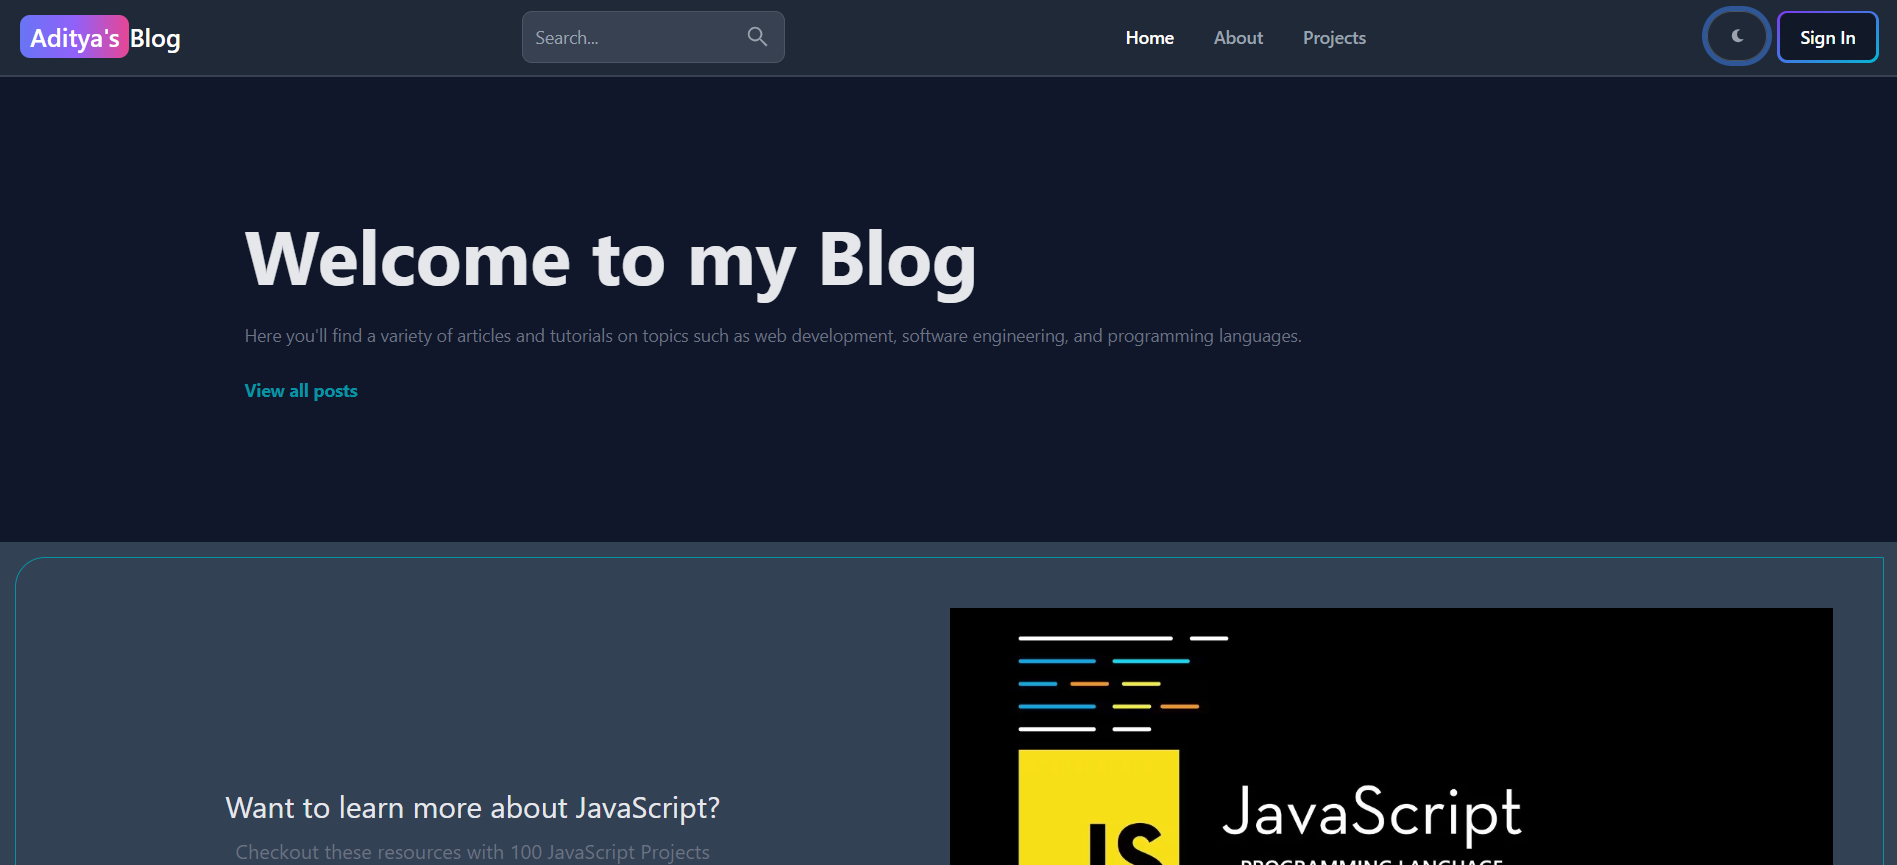 Aditya's Blog
Search...
Home
About
Projects
Sign In
Welcome to my Blog
Here you'll find a variety of articles and tutorials on topics such as web development, software engineering, and programming languages.
View all posts
Want to learn more about JavaScript?
Checkout these resources with 100 JavaScript Projects
JS
JavaScript
PROGRAMMING LANGUAGE